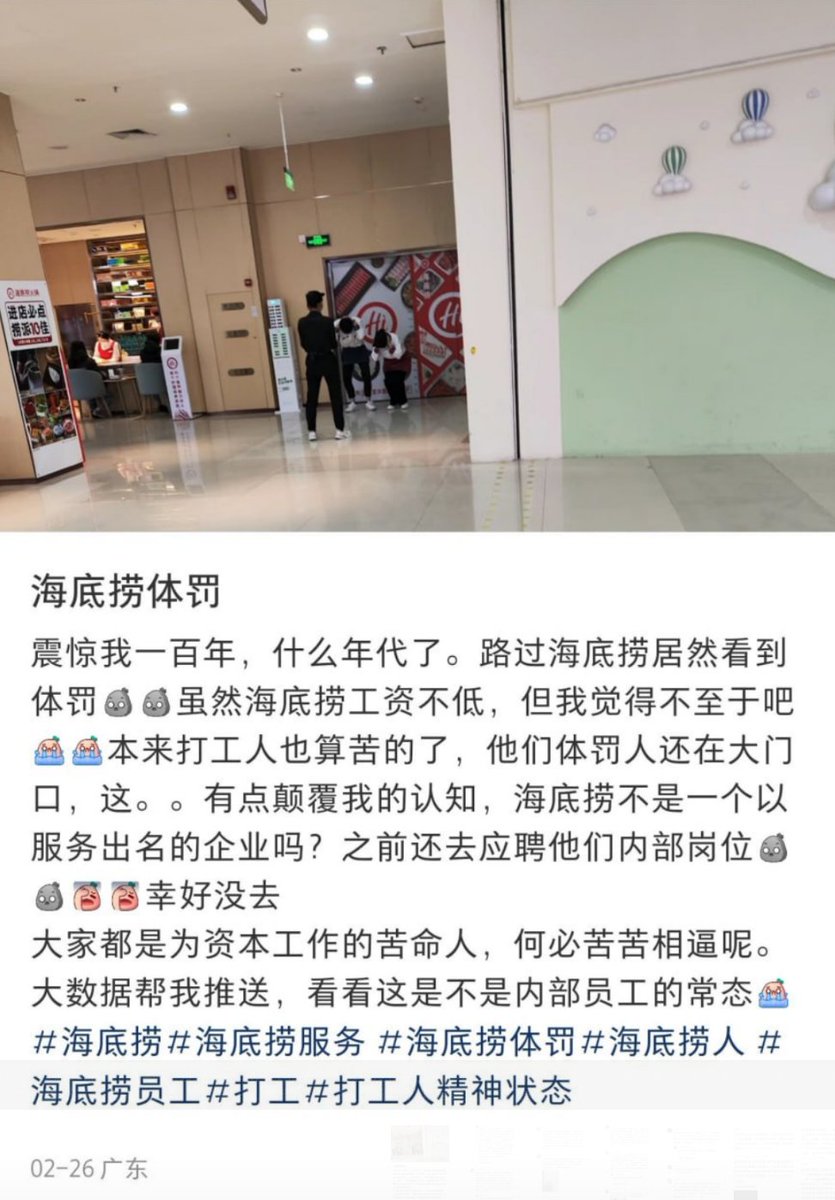 海底捞火锅
进店必点
捞派10佳
Hi
海底捞体罚
震惊我一百年，什么年代了。路过海底捞居然看到
体罚虽然海底捞工资不低，但我觉得不至于吧
本来打工人也算苦的了，他们体罚人还在大门
口，这。。有点颠覆我的认知，海底捞不是一个以
服务出名的企业吗？之前还去应聘他们内部岗位
幸好没去
大家都是为资本工作的苦命人，何必苦苦相逼呢。
大数据帮我推送，看看这是不是内部员工的常态
#海底捞#海底捞服务 #海底捞体罚#海底捞人 #
海底捞员工#打工#打工人精神状态
02-26 广东